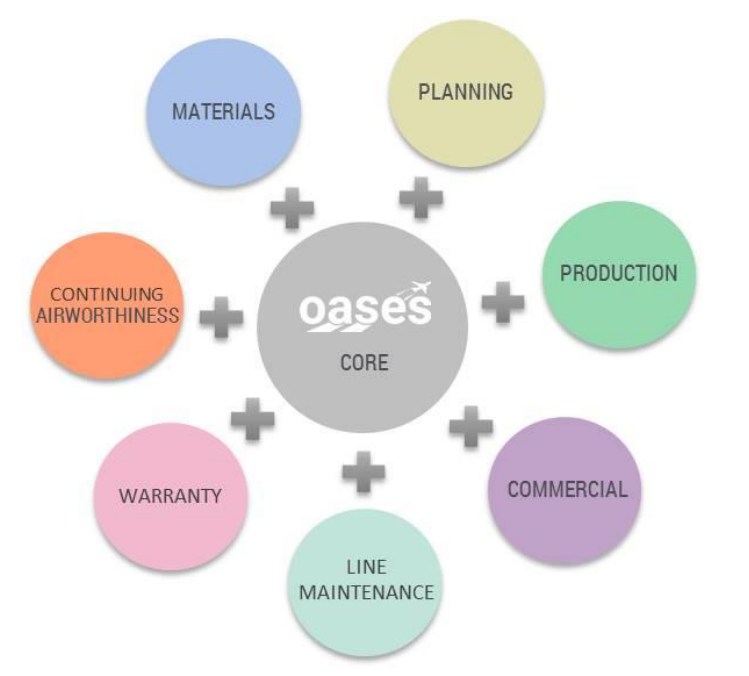 MATERIALS
PLANNING
PRODUCTION
COMMERCIAL
LINE
MAINTENANCE
WARRANTY
CONTINUING
AIRWORTHINESS
oases
CORE